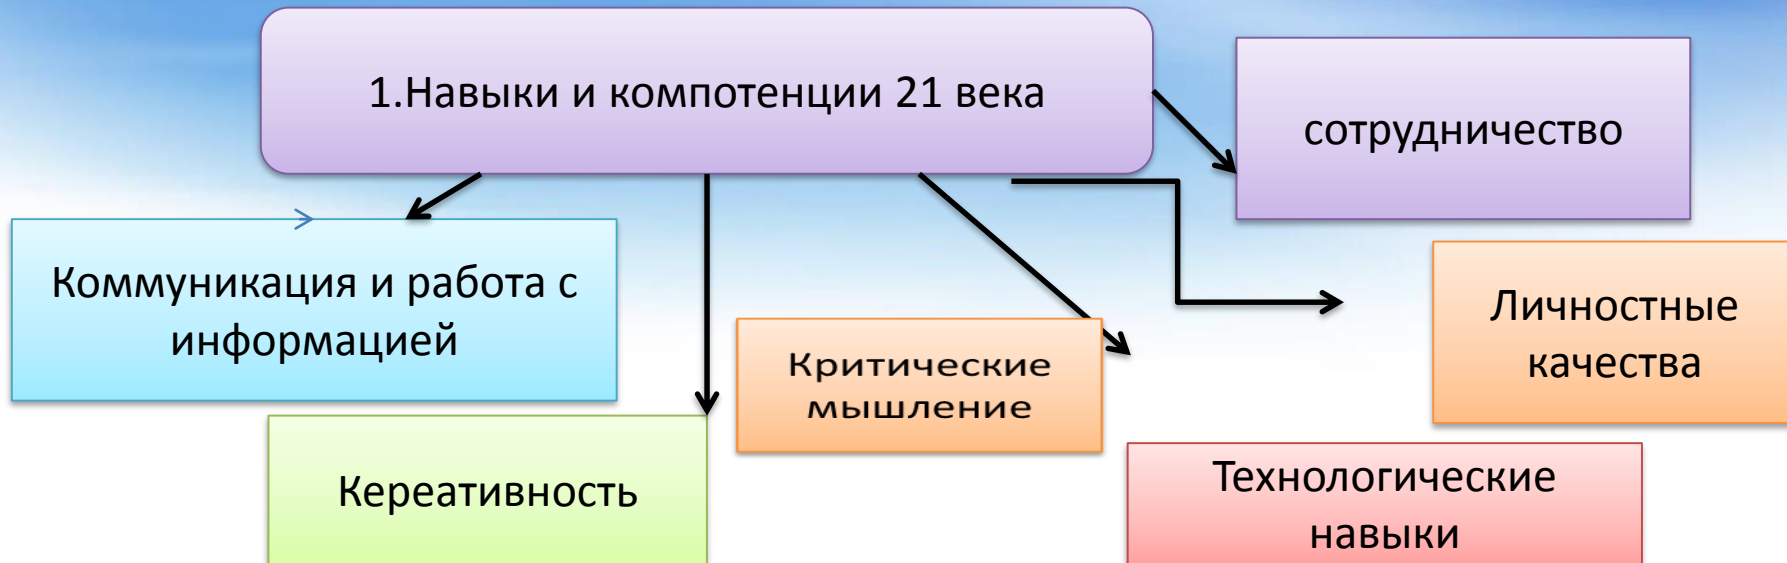 1.Навыки и компотенции 21 века
сотрудничество
Коммуникация и работа с
информацией
Личностные
качества
Критические
мышление
Кереативность
Технологические
навыки